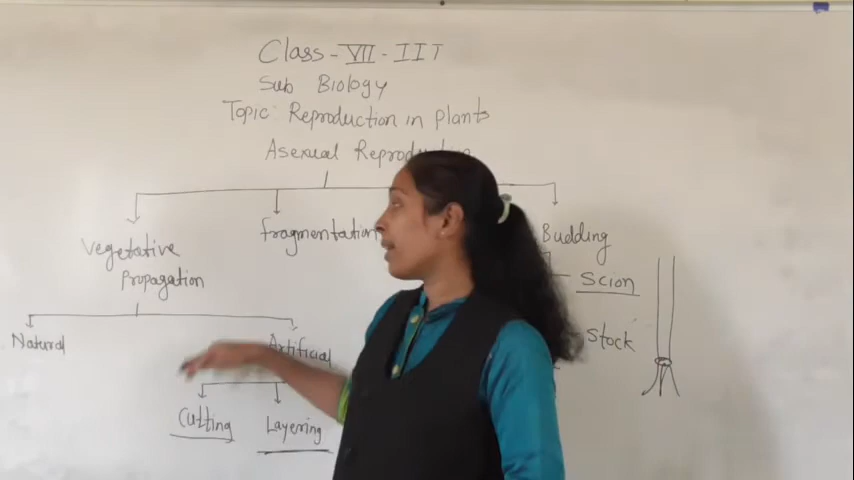 Class - VII - IIT
Sub Biology
Topic: Reproduction in plants
Asexual Reproductive
Vegetative
Propagation
fragmentation
Budding
Scion
Stock
Natural
Artificial
Cutting
Layering